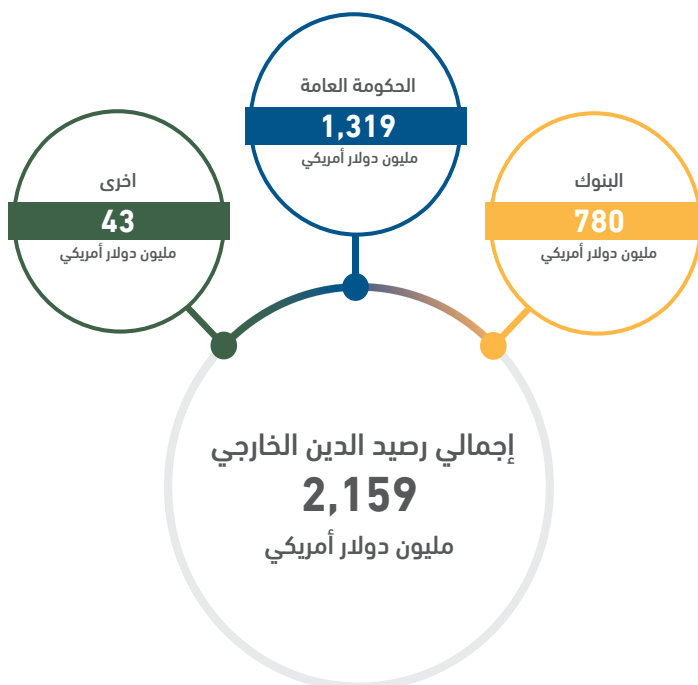 الحكومة العامة
1,319
مليون دولار أمريكي
البنوك
780
مليون دولار أمريكي
اخرى
43
مليون دولار أمريكي
إجمالي رصيد الدين الخارجي
2,159
مليون دولار أمريكي